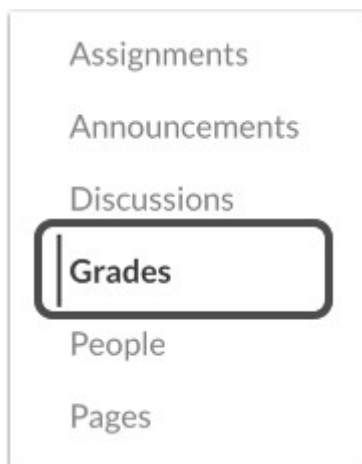 Assignments
Announcements
Discussions
Grades
People
Pages